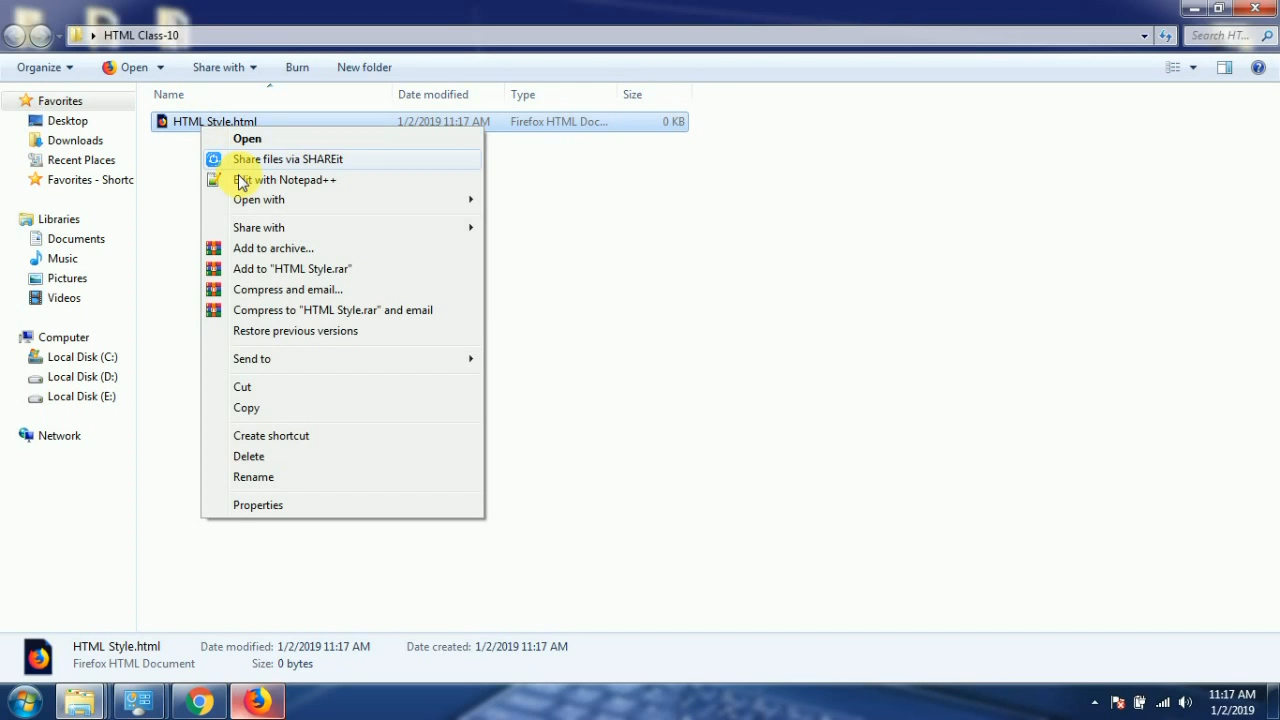 HTML Class-10
Search HT...
Organize
Open
Share with
Burn
New folder
Name
Date modified
Type
Size
Favorites
Desktop
Downloads
Recent Places
Favorites - Shortc
Libraries
Documents
Music
Pictures
Videos
Computer
Local Disk (C:)
Local Disk (D:)
Local Disk (E:)
Network
HTML Style.html
1/2/2019 11:17 AM
Firefox HTML Doc...
0 KB
Open
Share files via SHAREit
Edit with Notepad++
Open with
Share with
Add to archive...
Add to "HTML Style.rar"
Compress and email...
Compress to "HTML Style.rar" and email
Restore previous versions
Send to
Cut
Copy
Create shortcut
Delete
Rename
Properties
HTML Style.html
Date modified: 1/2/2019 11:17 AM
Date created: 1/2/2019 11:17 AM
Firefox HTML Document
Size: 0 bytes
11:17 AM
1/2/2019